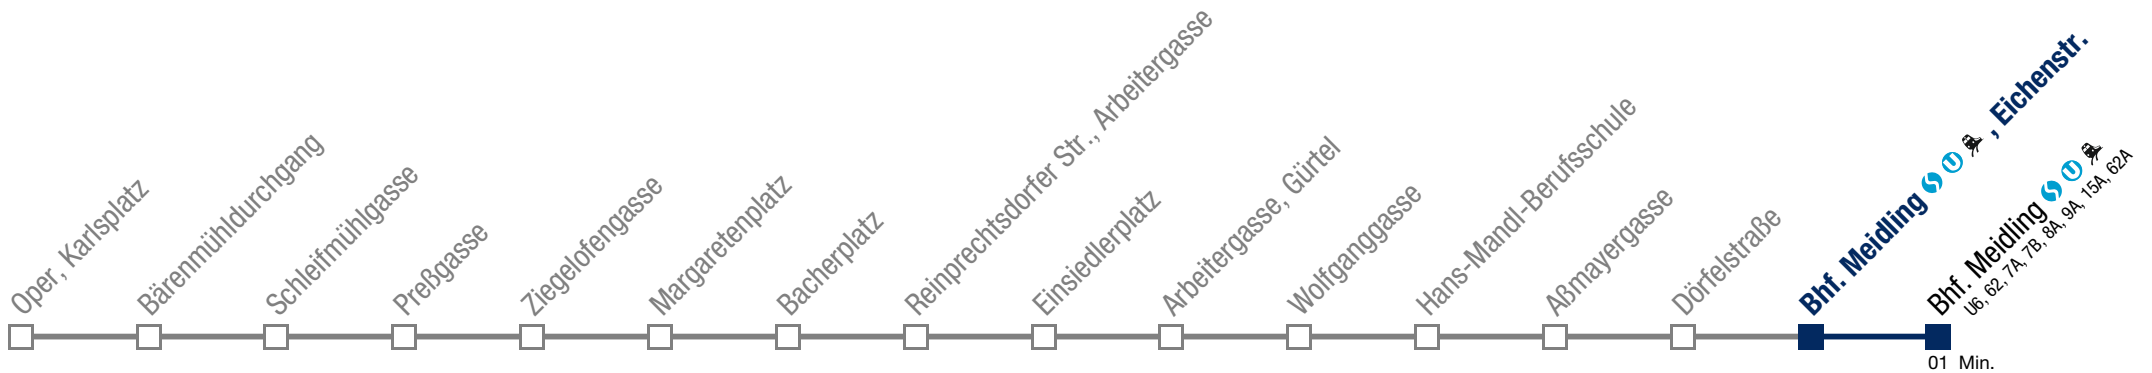 Oper, Karlsplatz
Bärenmühldurchgang
Schleifmühlgasse
Preßgasse
Ziegelofengasse
Margaretenplatz
Bacherplatz
Reinprechtsdorfer Str., Arbeitergasse
Einsiedlerplatz
Arbeitergasse, Gürtel
Wolfganggasse
Hans-Mandl-Berufsschule
Aßmayergasse
Dörfelstraße
Bhf. Meidling S U , Eichenstr.
Bhf. Meidling S U
U6, 62, 7A, 7B, 8A, 9A, 15A, 62A
01 Min.